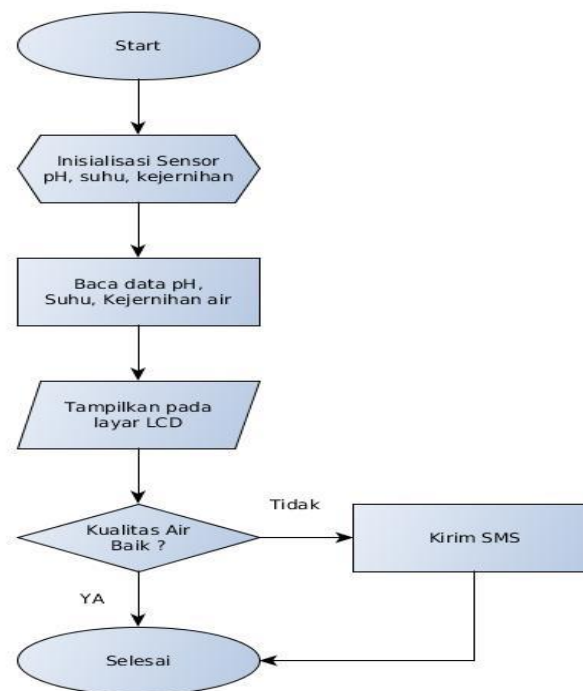 Start
Inisialisasi Sensor
pH, suhu, kejernihan
Baca data pH,
Suhu, Kejernihan air
Tampilkan pada
layar LCD
Kualitas Air
Baik ?
Tidak
Kirim SMS
YA
Selesai